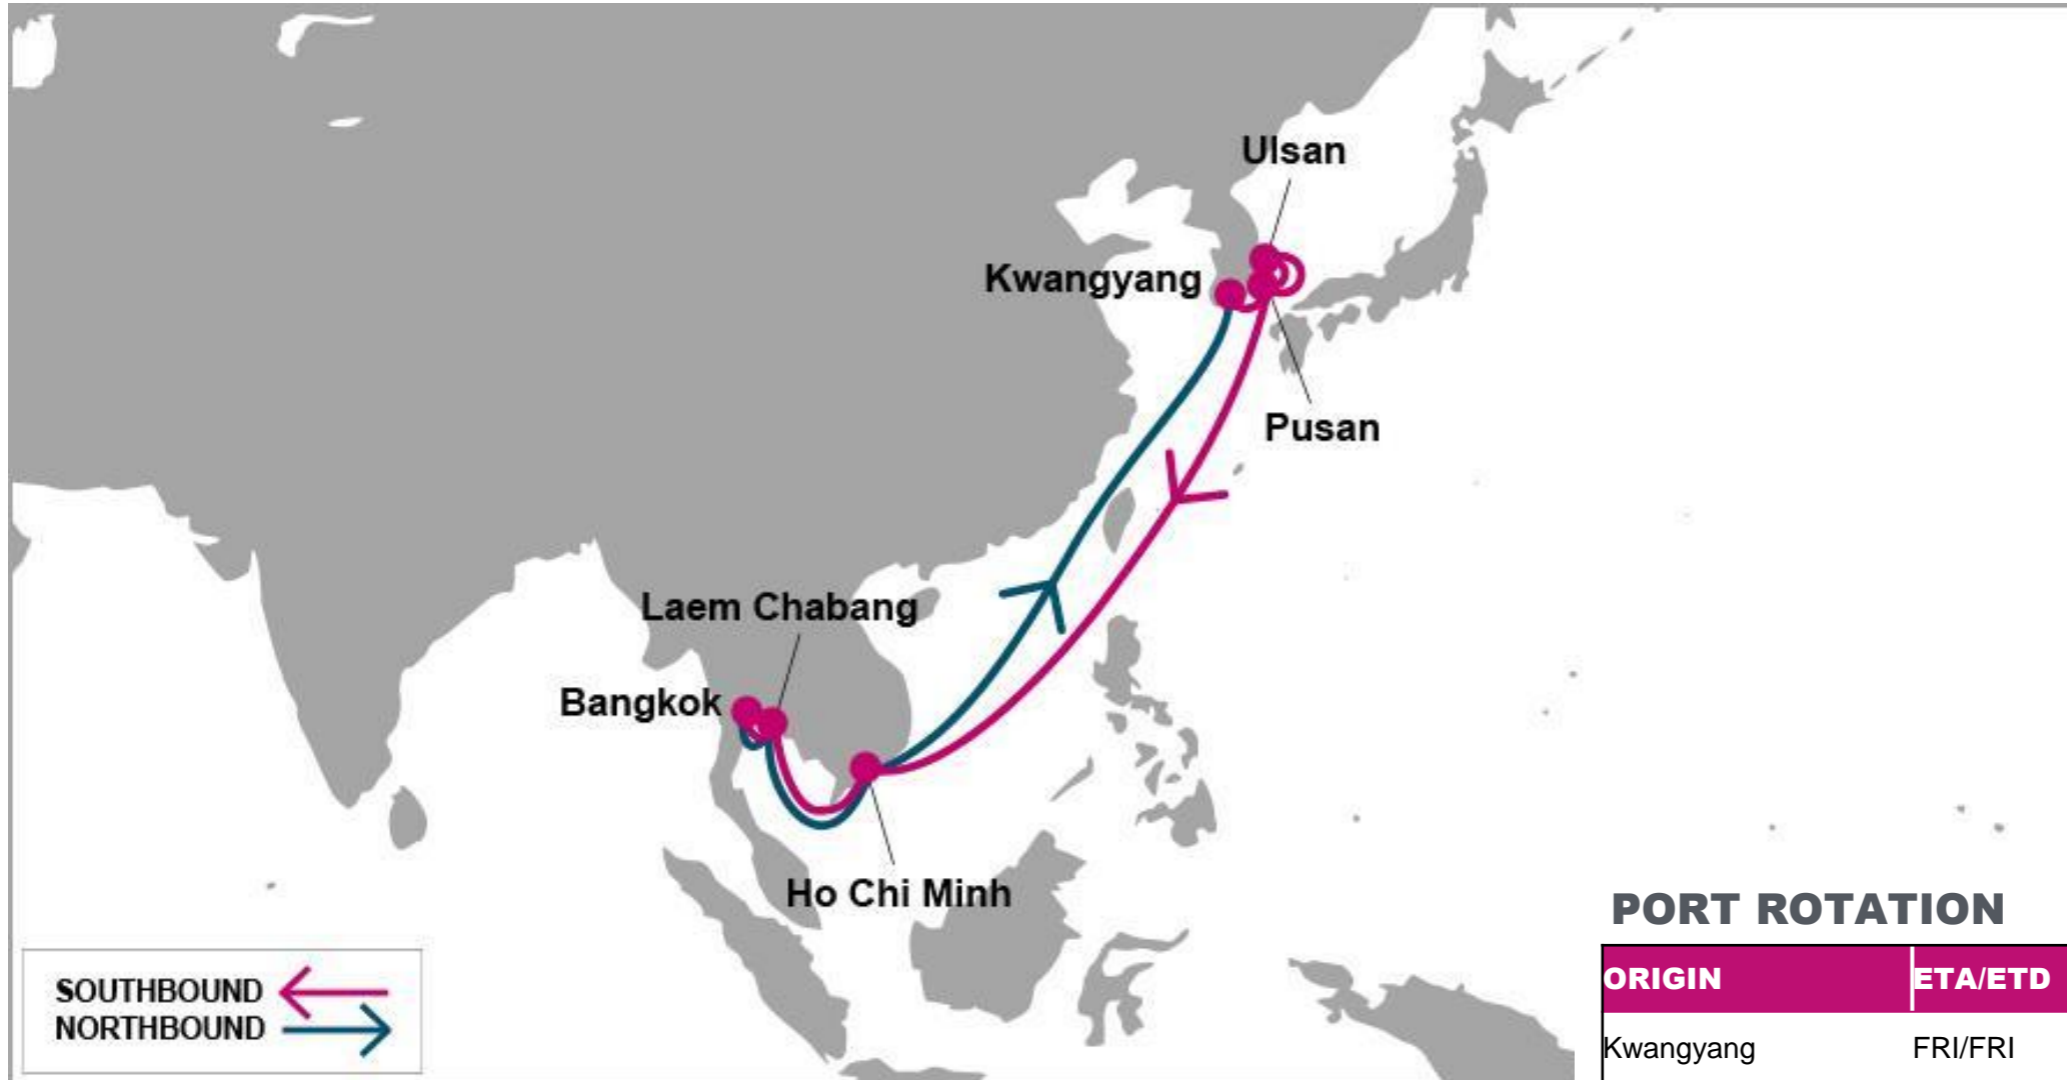 Ulsan
Kwangyang
Pusan
Laem Chabang
Bangkok
Ho Chi Minh
PORT ROTATION
ORIGIN ETA/ETD
Kwangyang FRI/FRI
SOUTHBOUND
NORTHBOUND